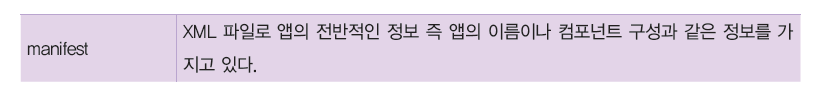 manifest
XML 파일로 앱의 전반적인 정보 즉 앱의 이름이나 컴포넌트 구성과 같은 정보를 가
지고 있다.